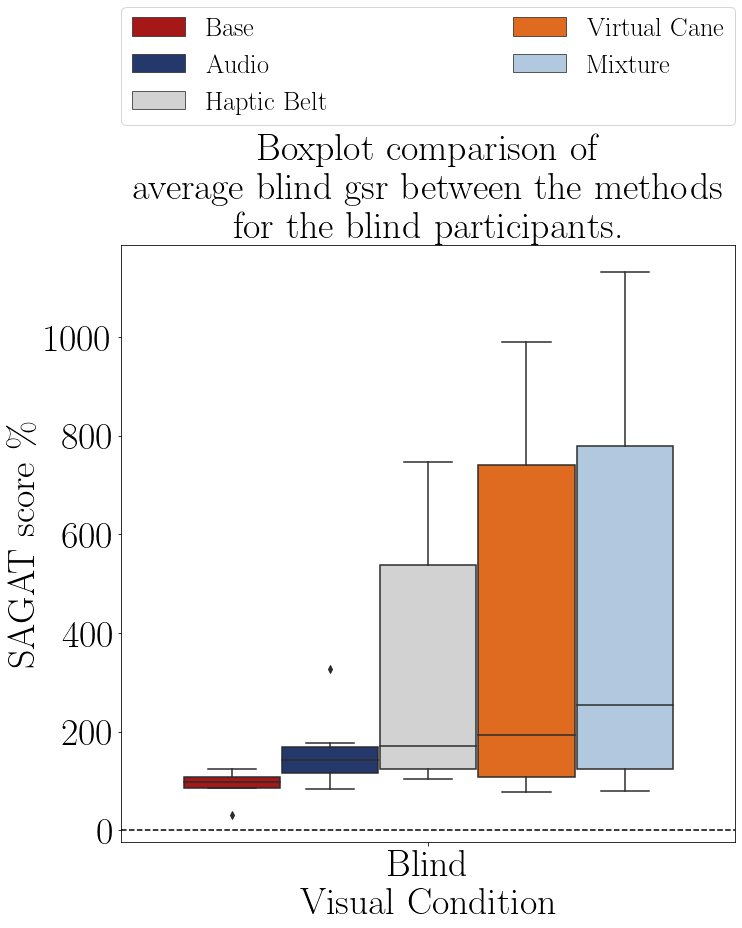 Base
Audio
Haptic Belt
Virtual Cane
Mixture
Boxplot comparison of
average blind gsr between the methods
for the blind participants.
SAGAT score %
1000
800
600
400
200
0
Blind
Visual Condition